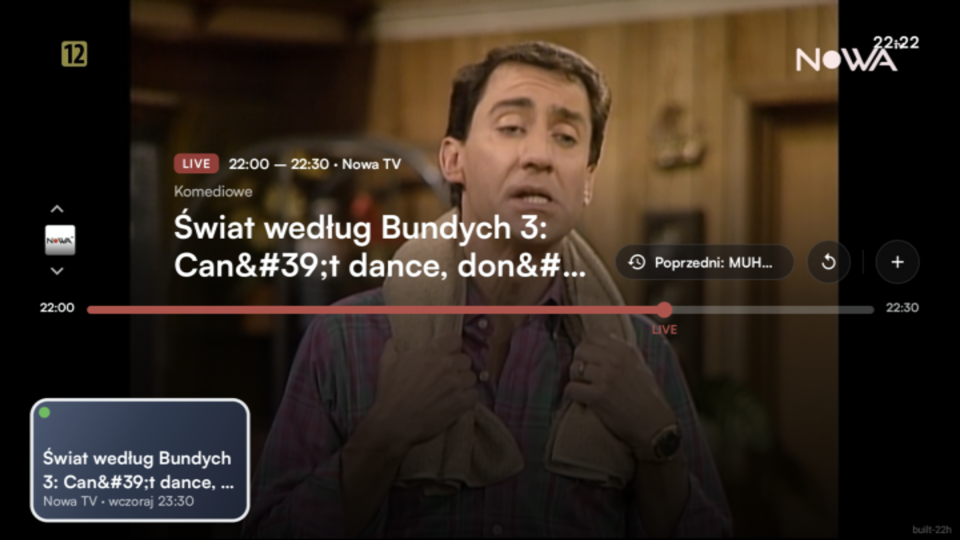 12
22:22
NOWA tv
LIVE 22:00 — 22:30 • Nowa TV
Komediowe
Świat według Bundych 3:
Can&#39;t dance, don&#...
NOWA
Poprzedni: MUH...
22:00
22:30
LIVE
Świat według Bundych
3: Can&#39;t dance, ...
Nowa TV • wczoraj 23:30
built-22h